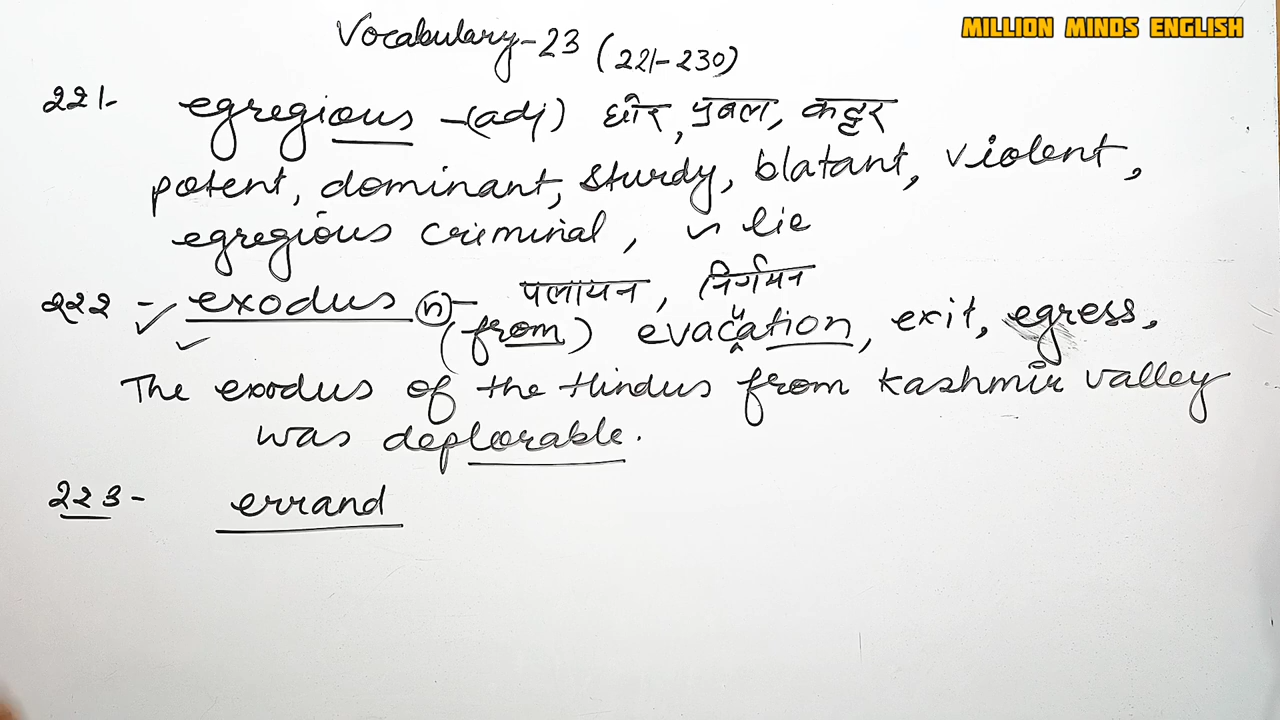 MILLION MINDS ENGLISH
Vocabulary-23 (221-230)
221- egregious -(adj) घोर, प्रबल, कट्टर
potent, dominant, sturdy, blatant, violent,
egregious criminal, " lie
222 - exodus (n) - पलायन, निर्गमन
(from) evacuation, exit, egress,
The exodus of the Hindus from Kashmir valley
was deplorable.
223- errand